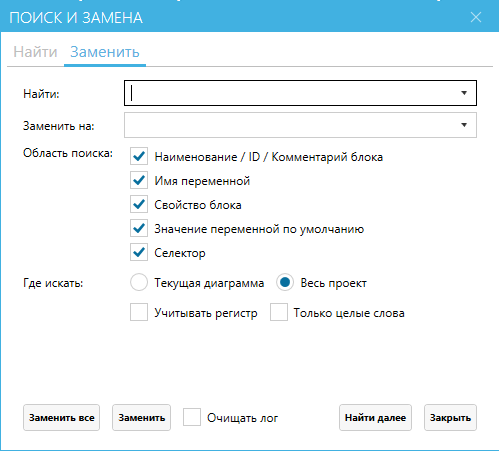 ПОИСК И ЗАМЕНА
Найти Заменить
Найти:
Заменить на:
Область поиска: Наименование / ID / Комментарий блока
Имя переменной
Свойство блока
Значение переменной по умолчанию
Селектор
Где искать: Текущая диаграмма Весь проект
Учитывать регистр Только целые слова
Заменить все Заменить Очищать лог Найти далее Закрыть